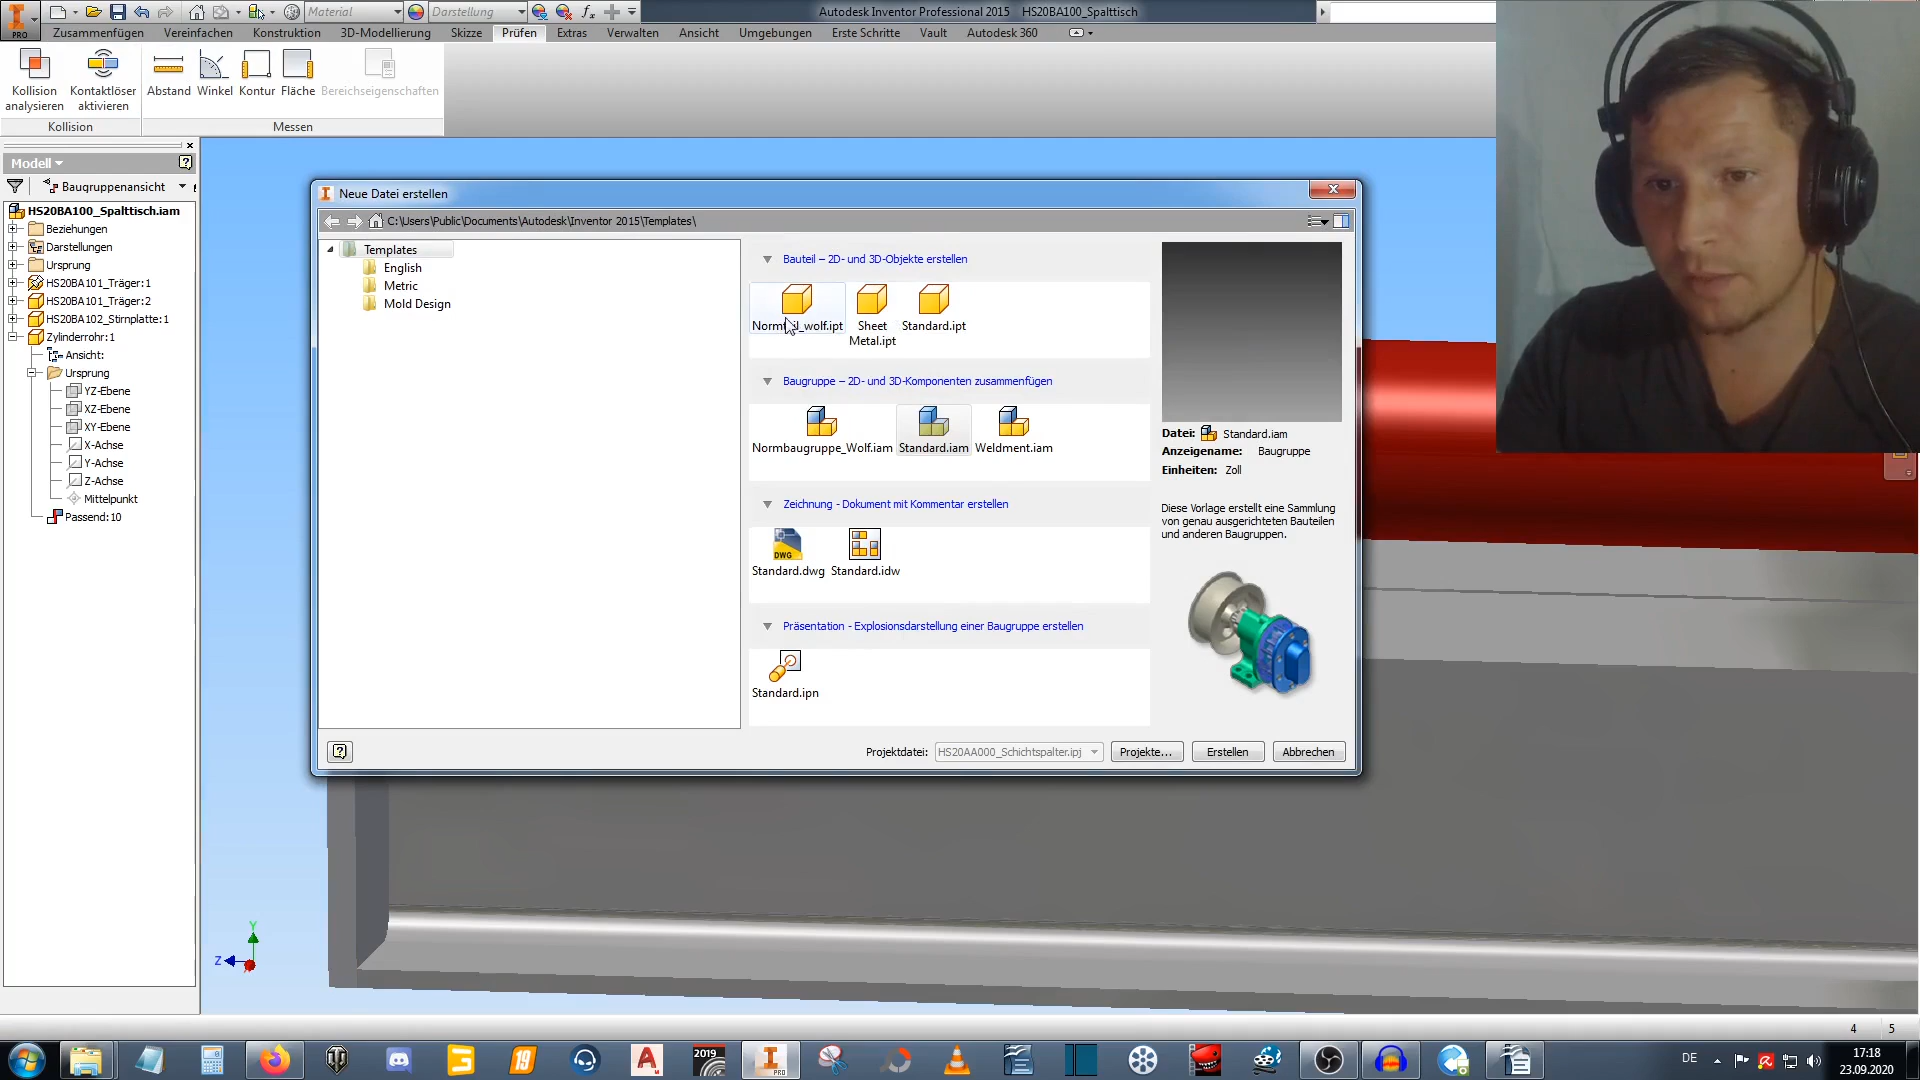 Material
Darstellung
Autodesk Inventor Professional 2015 HS20BA100_Spalttisch
PRO
Zusammenfügen Vereinfachen Konstruktion 3D-Modellierung Skizze Prüfen Extras Verwalten Ansicht Umgebungen Erste Schritte Vault Autodesk 360
Kollision analysieren
Kontaktlöser aktivieren
Abstand Winkel Kontur Fläche Bereichseigenschaften
Kollision
Messen
Modell
Baugruppenansicht
HS20BA100_Spalttisch.iam
Beziehungen
Darstellungen
Ursprung
HS20BA101_Träger:1
HS20BA101_Träger:2
HS20BA102_Stirnplatte:1
Zylinderrohr:1
Ansicht:
Ursprung
YZ-Ebene
XZ-Ebene
XY-Ebene
X-Achse
Y-Achse
Z-Achse
Mittelpunkt
Passend:10
Neue Datei erstellen
C:\Users\Public\Documents\Autodesk\Inventor 2015\Templates\
Templates
English
Metric
Mold Design
Bauteil – 2D- und 3D-Objekte erstellen
Sheet Metal.ipt
Standard.ipt
Baugruppe – 2D- und 3D-Komponenten zusammenfügen
Normbaugruppe_Wolf.iam
Standard.iam
Weldment.iam
Zeichnung - Dokument mit Kommentar erstellen
DWG
Standard.dwg
Standard.idw
Präsentation - Explosionsdarstellung einer Baugruppe erstellen
Standard.ipn
Datei: Standard.iam
Anzeigename: Baugruppe
Einheiten: Zoll
Diese Vorlage erstellt eine Sammlung
von genau ausgerichteten Bauteilen
und anderen Baugruppen.
Projektdatei: HS20AA000_Schichtspalter.ipj Projekte... Erstellen Abbrechen
Y
Z
4 5
19
2019
PRO
DE
17:18
23.09.2020